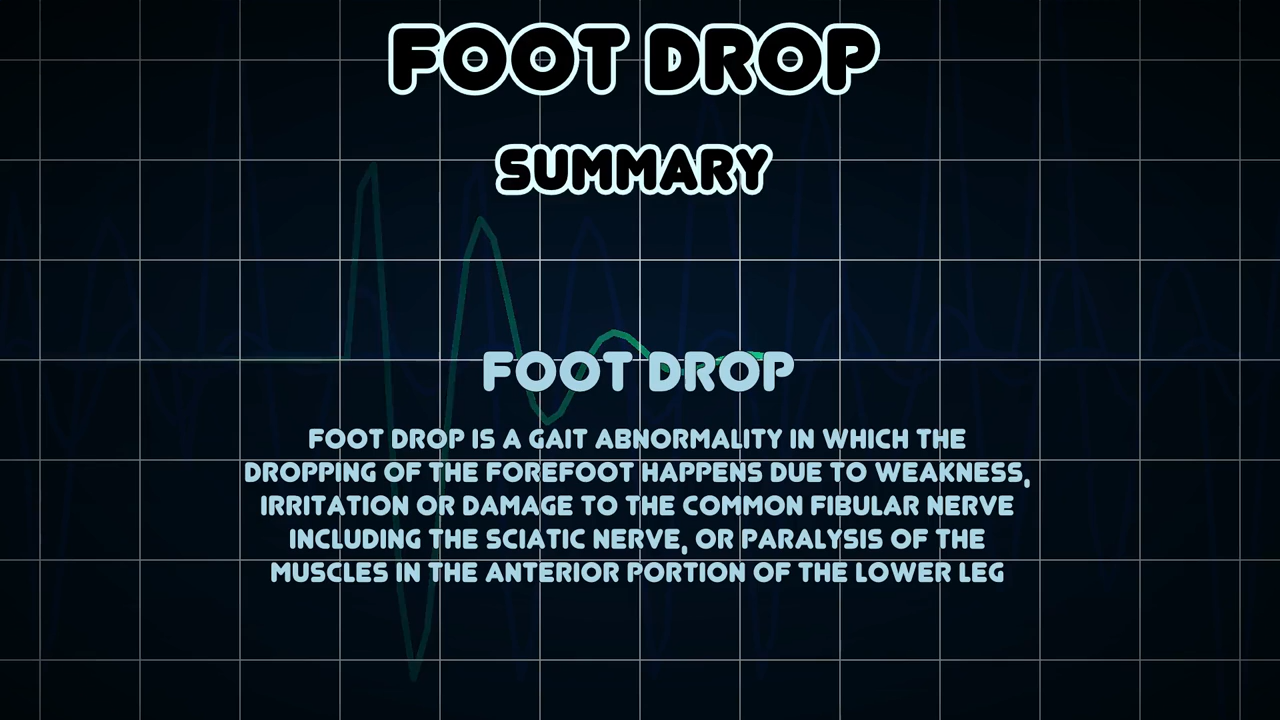 FOOT DROP
SUMMARY
FOOT DROP
FOOT DROP IS A GAIT ABNORMALITY IN WHICH THE
DROPPING OF THE FOREFOOT HAPPENS DUE TO WEAKNESS,
IRRITATION OR DAMAGE TO THE COMMON FIBULAR NERVE
INCLUDING THE SCIATIC NERVE, OR PARALYSIS OF THE
MUSCLES IN THE ANTERIOR PORTION OF THE LOWER LEG